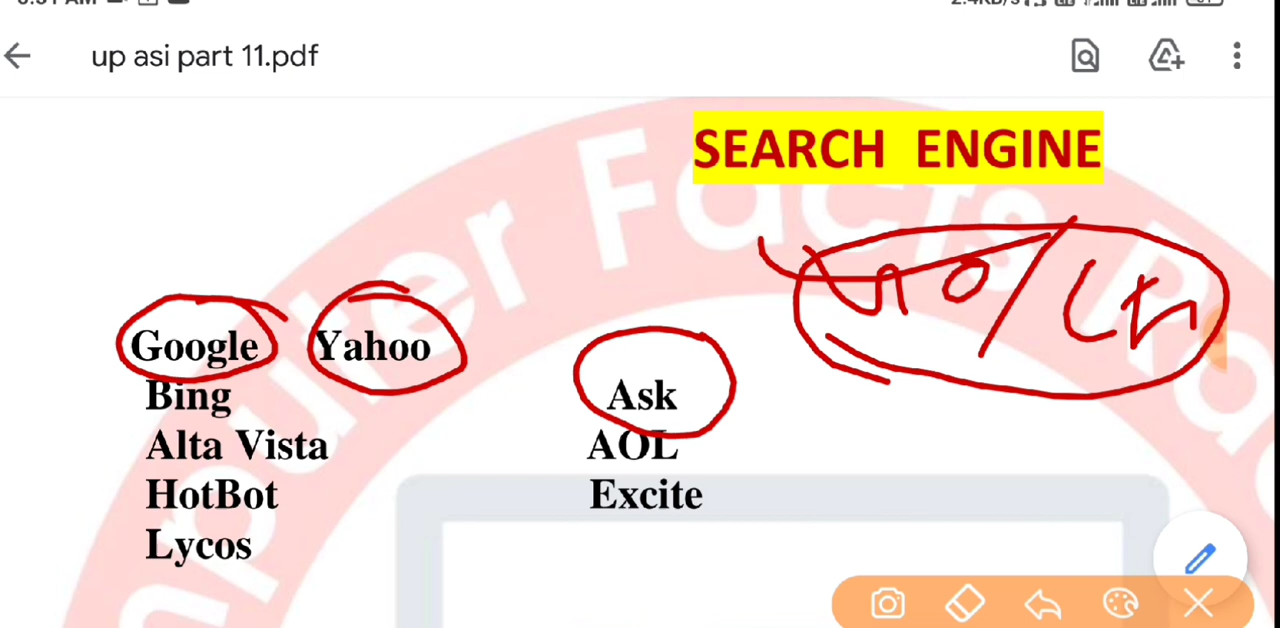 up asi part 11.pdf
SEARCH ENGINE
Google Yahoo
Bing Ask
Alta Vista AOL
HotBot Excite
Lycos